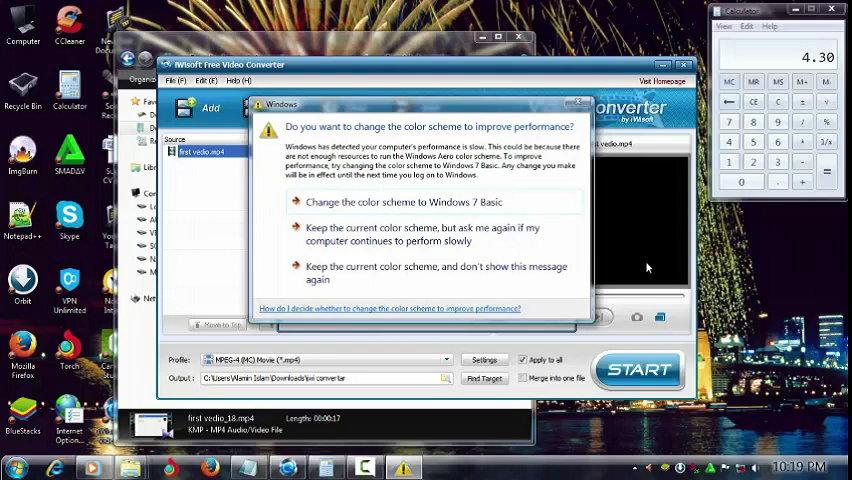 Computer
CCleaner
Recycle Bin
Calculator
ImgBurn
SMADAV
Notepad++
Skype
Orbit
VPN
Unlimited
Mozilla
Firefox
Torch
BlueStacks
Internet
Option...
Organiz
Fav
Lib
Net
iWisoft Free Video Converter
File (F) Edit (E) Help (H)
Visit Homepage
Add
onverter
by iWisoft
Source
first vedio.mp4
vedio.mp4
Windows
Do you want to change the color scheme to improve performance?
Windows has detected your computer's performance is slow. This could be because there
are not enough resources to run the Windows Aero color scheme. To improve
performance, try changing the color scheme to Windows 7 Basic. Any change you make
will be in effect until the next time you log on to Windows.
Change the color scheme to Windows 7 Basic
Keep the current color scheme, but ask me again if my
computer continues to perform slowly
Keep the current color scheme, and don't show this message
again
How do I decide whether to change the color scheme to improve performance?
Move to Top
Profile: MPEG-4 (MC) Movie (*.mp4) Settings Apply to all
Output : C:\Users\Alamin Islam\Downloads\iwi convertar Find Target Merge into one file
START
first vedio_18.mp4 Length: 00:00:17
KMP - MP4 Audio/Video File
Calculator
View Edit Help
4.30
MC MR MS M+ M-
← CE C ± √
7 8 9 / %
4 5 6 * 1/x
1 2 3 - =
0 . +
10:19 PM